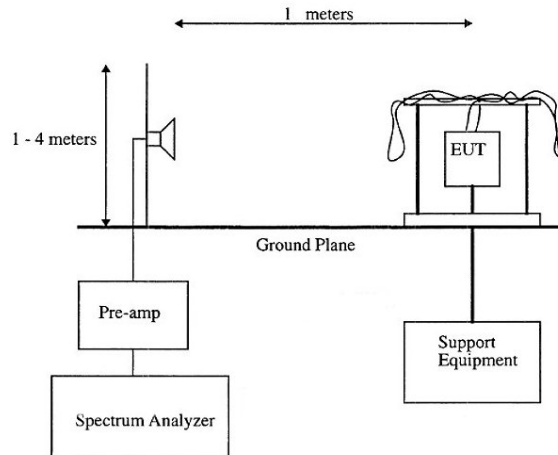 1 meters
1 - 4 meters
EUT
Ground Plane
Pre-amp
Support
Equipment
Spectrum Analyzer